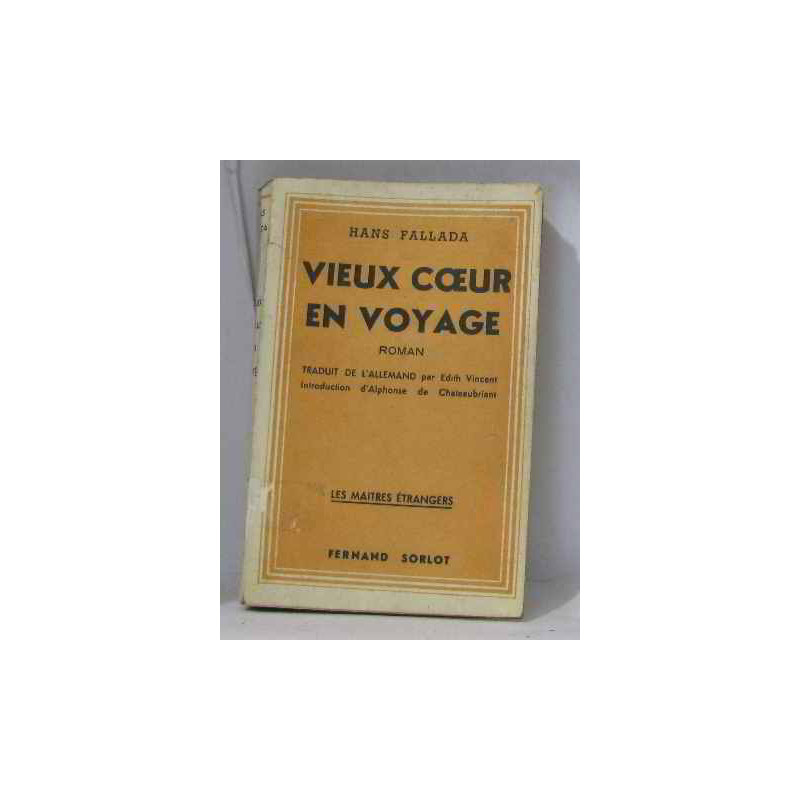 HANS FALLADA
VIEUX CŒUR
EN VOYAGE
ROMAN
TRADUIT DE L'ALLEMAND par Edith Vincent
Introduction d'Alphonse de Chateaubriant
LES MAITRES ÉTRANGERS
FERNAND SORLOT